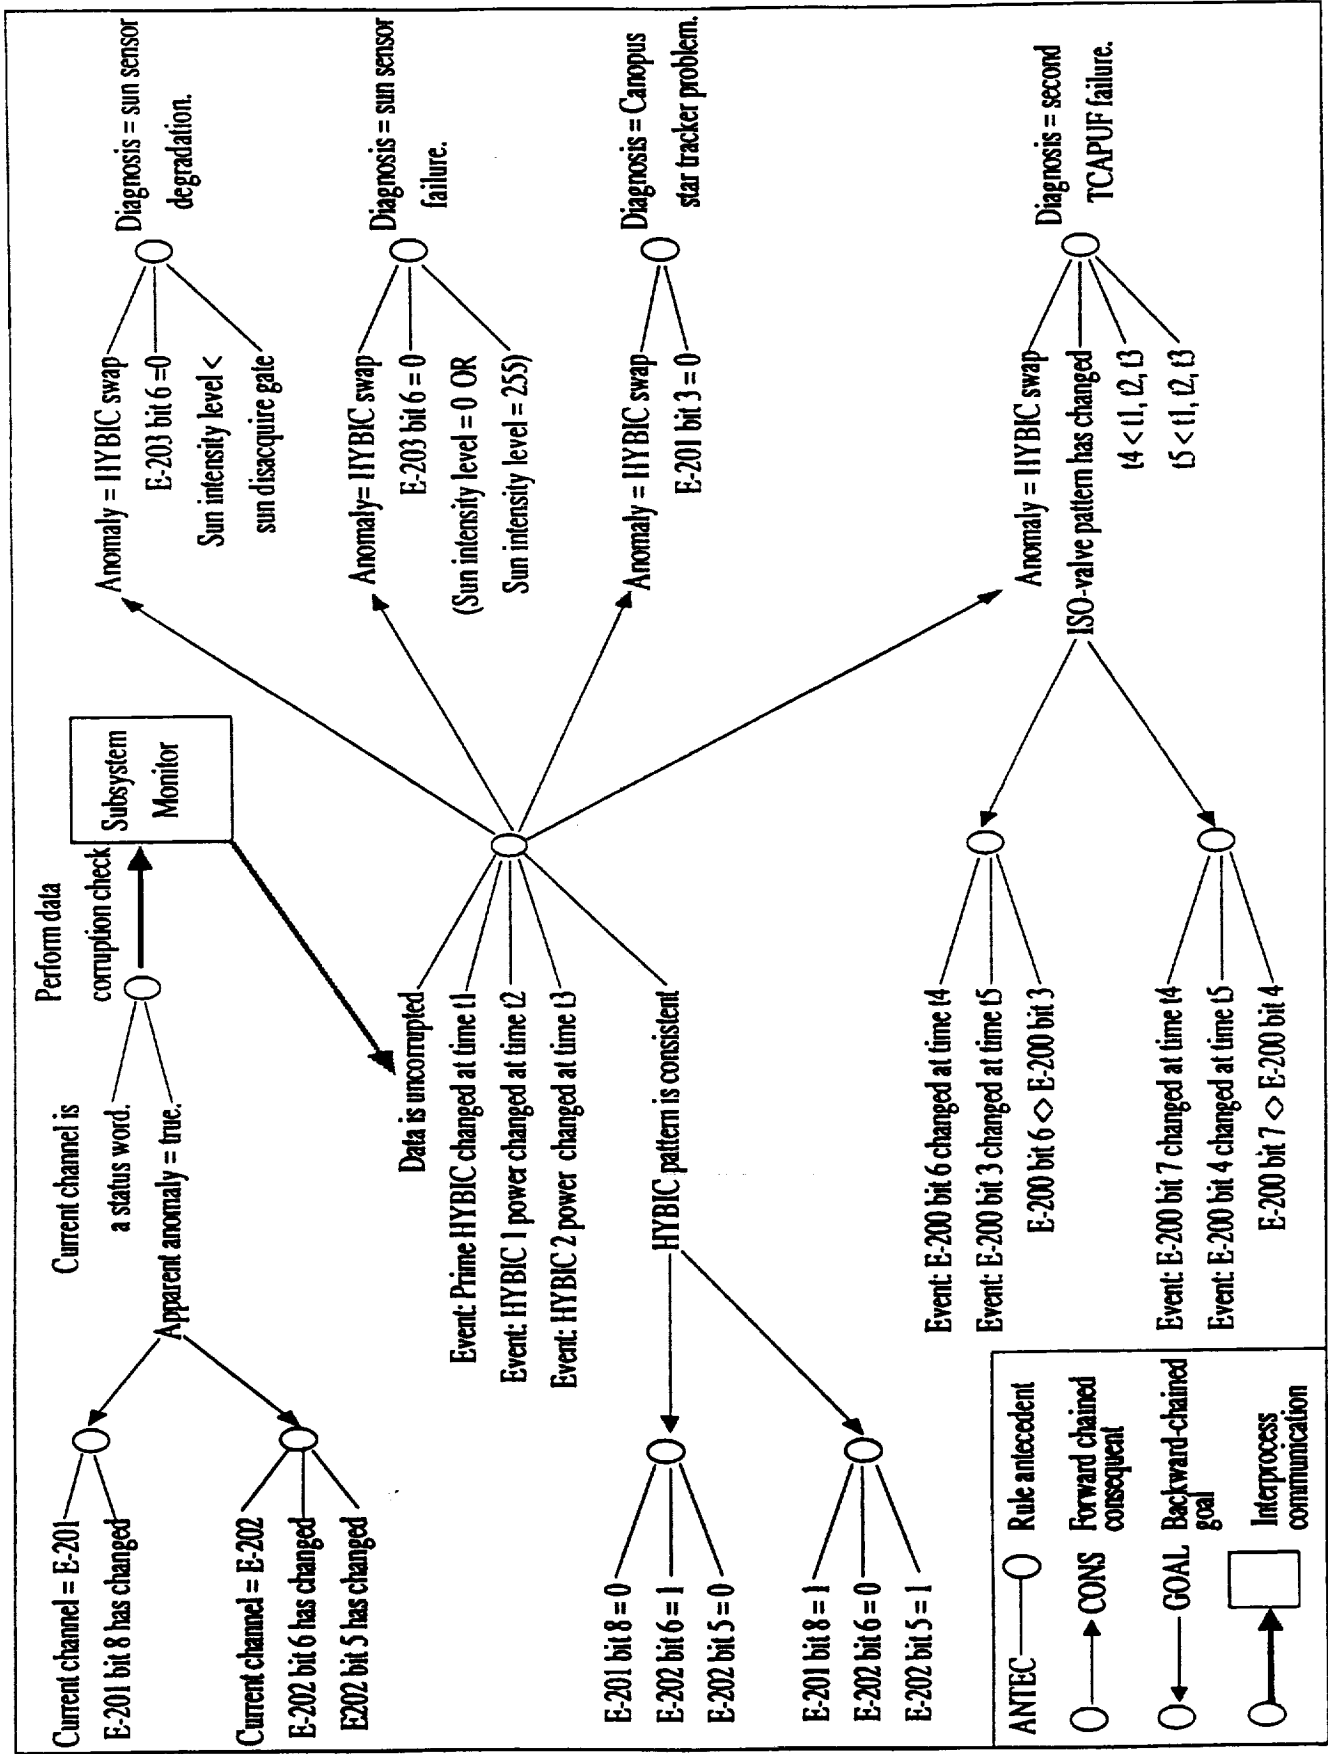 Current channel = E-201
E-201 bit 8 has changed
Current channel = E-202
E-202 bit 6 has changed
E202 bit 5 has changed
Apparent anomaly = true.
Current channel is
a status word.
Perform data
corruption check
Subsystem
Monitor
Data is uncorrupted
Event: Prime HYBIC changed at time t1
Event: HYBIC 1 power changed at time t2
Event: HYBIC 2 power changed at time t3
HYBIC pattern is consistent
E-201 bit 8 = 0
E-202 bit 6 = 1
E-202 bit 5 = 0
E-201 bit 8 = 1
E-202 bit 6 = 0
E-202 bit 5 = 1
Anomaly = HYBIC swap
E-203 bit 6 =0
Sun intensity level <
sun disacquire gate
Diagnosis = sun sensor
degradation.
Anomaly= HYBIC swap
E-203 bit 6 = 0
(Sun intensity level = 0 OR
Sun intensity level = 255)
Diagnosis = sun sensor
failure.
Anomaly = HYBIC swap
E-201 bit 3 = 0
Diagnosis = Canopus
star tracker problem.
Anomaly = HYBIC swap
ISO-valve pattern has changed
t4 < t1, t2, t3
t5 < t1, t2, t3
Diagnosis = second
TCAPUF failure.
Event: E-200 bit 6 changed at time t4
Event: E-200 bit 3 changed at time t5
E-200 bit 6 <> E-200 bit 3
Event: E-200 bit 7 changed at time t4
Event: E-200 bit 4 changed at time t5
E-200 bit 7 <> E-200 bit 4
ANTEC
Rule antecedent
CONS
Forward chained
consequent
GOAL
Backward-chained
goal
Interprocess
communication